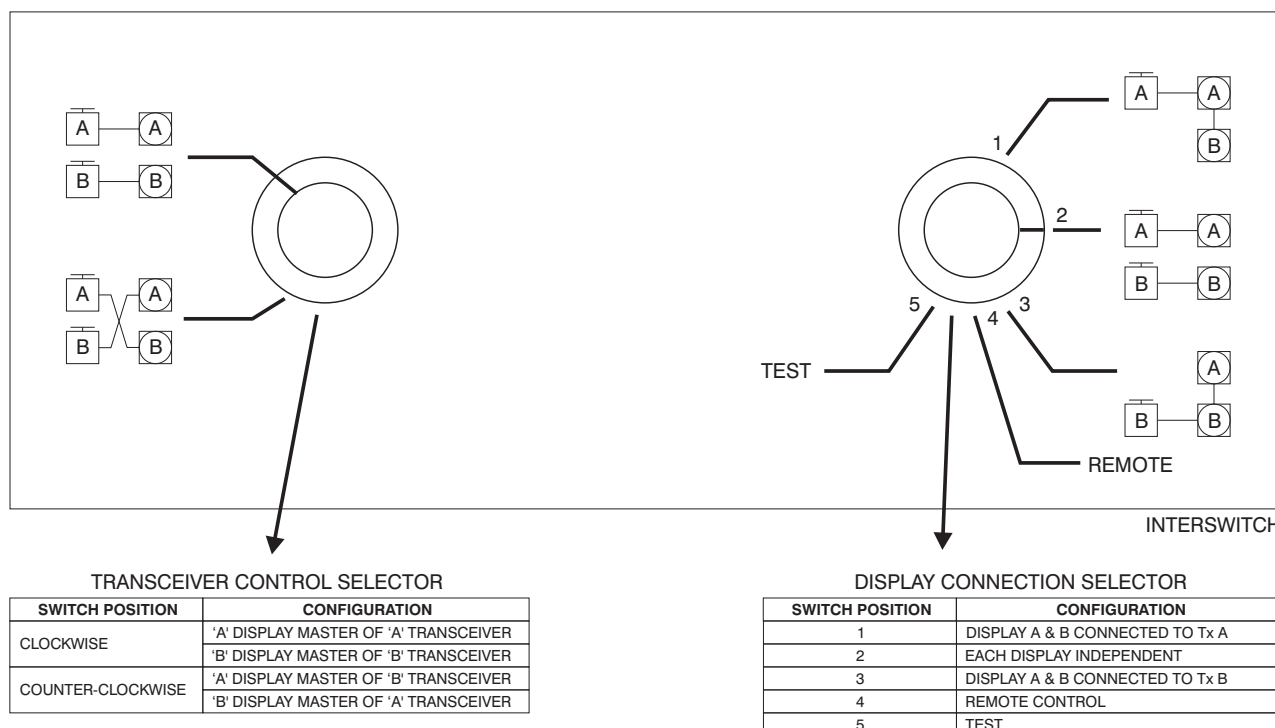 A A
B B
A A
B B
1
2
3
4
5
A A
B
A A
B B
A
B B
TEST
REMOTE
INTERSWITCH
TRANSCEIVER CONTROL SELECTOR
SWITCH POSITION CONFIGURATION
CLOCKWISE 'A' DISPLAY MASTER OF 'A' TRANSCEIVER
'B' DISPLAY MASTER OF 'B' TRANSCEIVER
COUNTER-CLOCKWISE 'A' DISPLAY MASTER OF 'B' TRANSCEIVER
'B' DISPLAY MASTER OF 'A' TRANSCEIVER
DISPLAY CONNECTION SELECTOR
SWITCH POSITION CONFIGURATION
1 DISPLAY A & B CONNECTED TO Tx A
2 EACH DISPLAY INDEPENDENT
3 DISPLAY A & B CONNECTED TO Tx B
4 REMOTE CONTROL
5 TEST